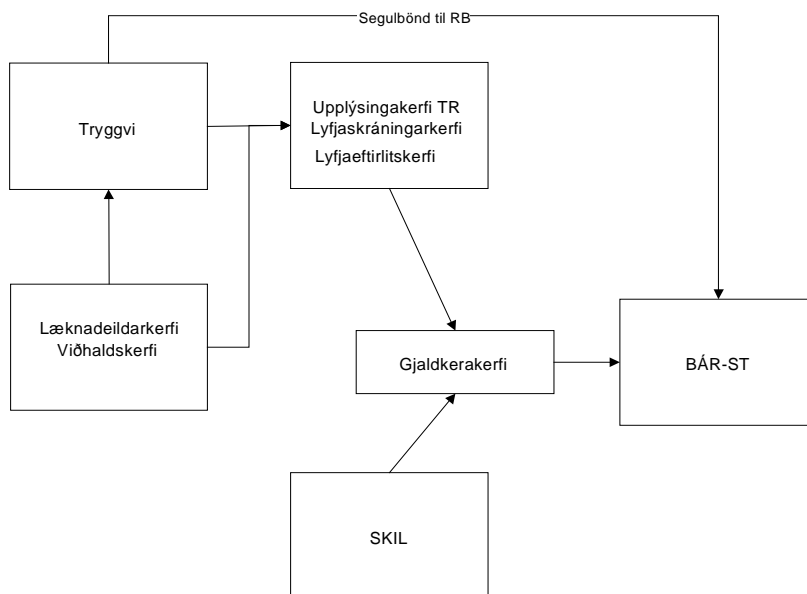 Segulbönd til RB
Tryggvi
Upplýsingakerfi TR
Lyfjaskráningarkerfi
Lyfjaeftirlitskerfi
Læknadeildarkerfi
Viðhaldskerfi
Gjaldkerakerfi
BÁR-ST
SKIL